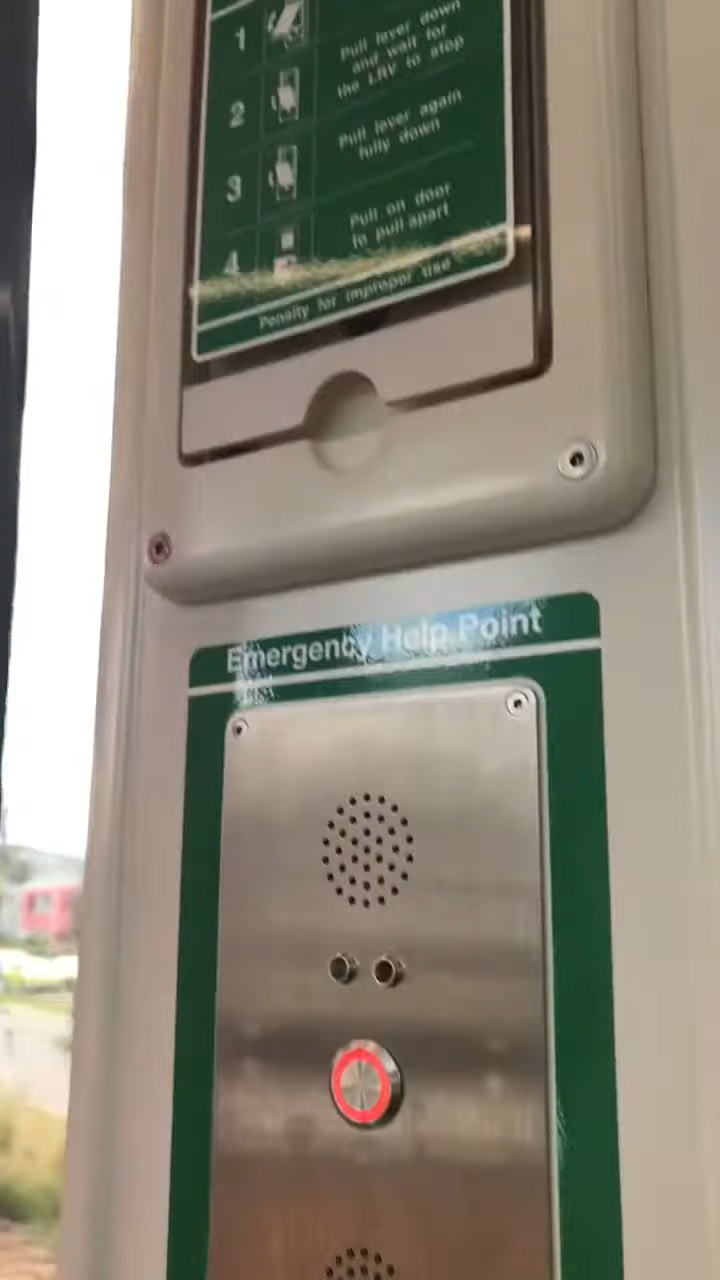 1
Pull lever down
and wait for
the LRV to stop
2
Pull lever again
fully down
3
Pull on door
to pull apart
4
Penalty for improper use
Emergency Help Point